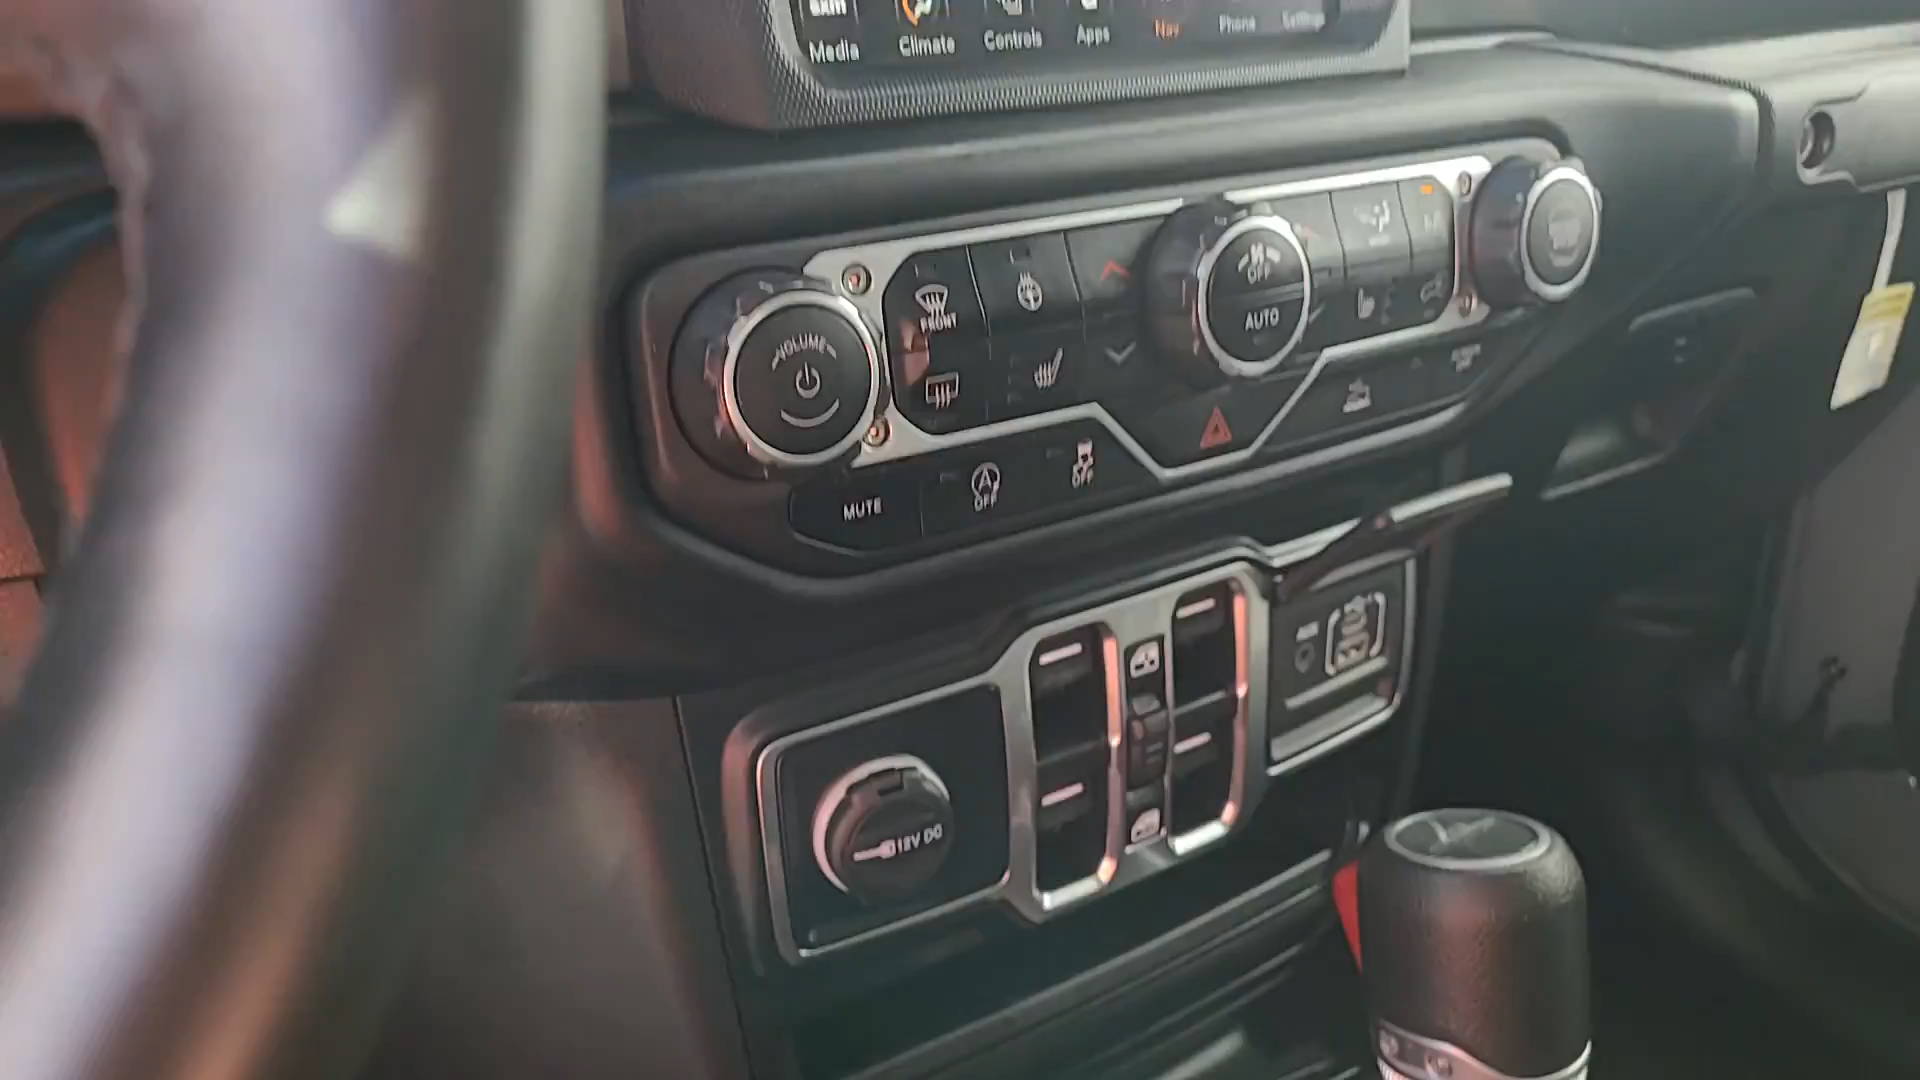 Media Climate Controls Apps Nav Phone Settings
FRONT
VOLUME
OFF
AUTO
MUTE
A
OFF
OFF
12V DC